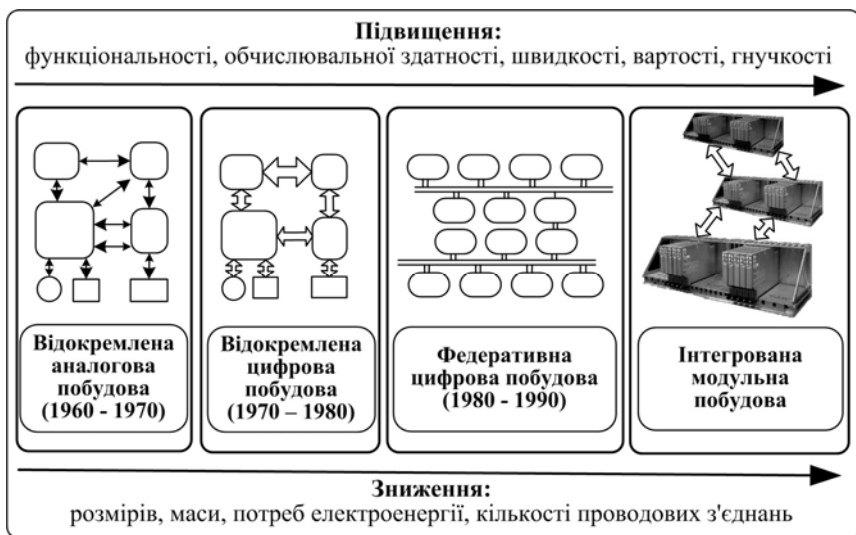 Підвищення:
функціональності, обчислювальної здатності, швидкості, вартості, гнучкості
Відокремлена
аналогова
побудова
(1960 - 1970)
Відокремлена
цифрова
побудова
(1970 – 1980)
Федеративна
цифрова побудова
(1980 - 1990)
Інтегрована
модульна
побудова
Зниження:
розмірів, маси, потреб електроенергії, кількості проводових з'єднань